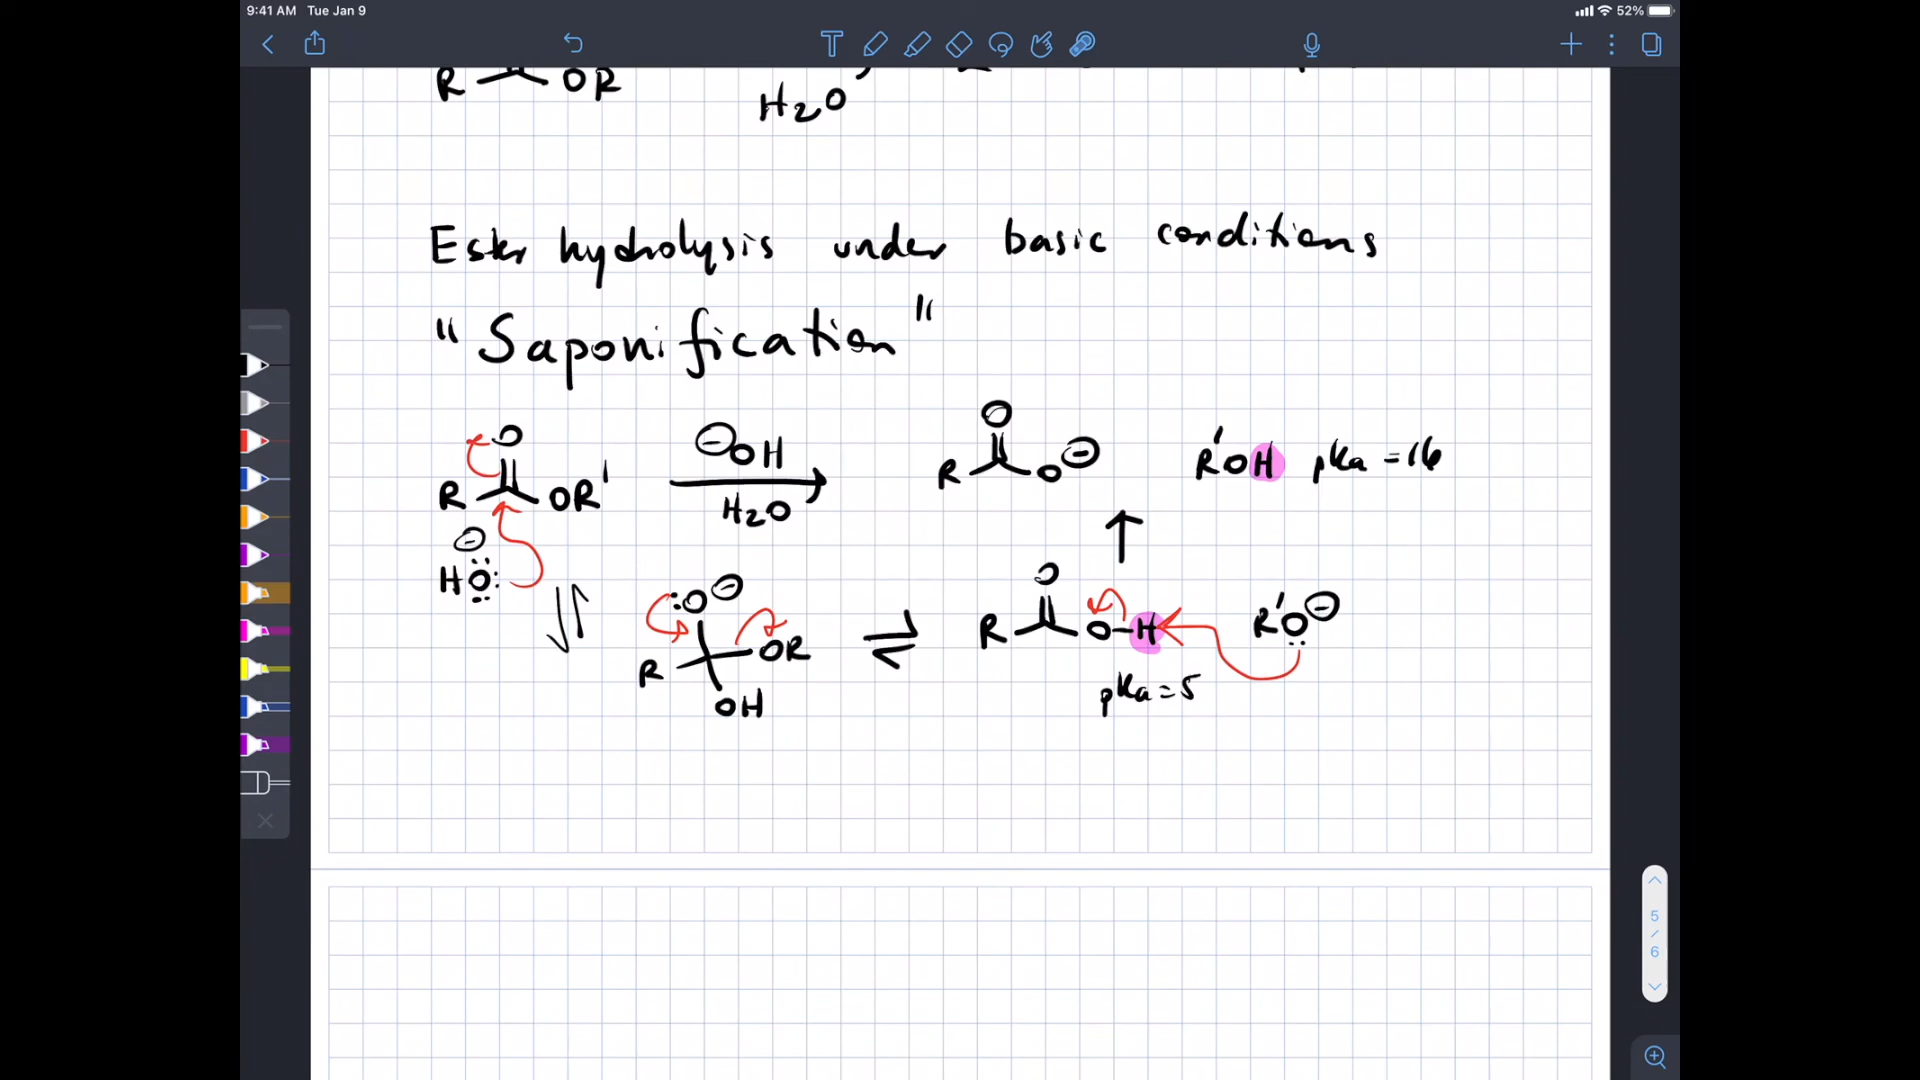 9:41 AM Tue Jan 9
52%
R OR
H2O
Ester hydrolysis under basic conditions
"Saponification"
O
R OR'
⊖OH
H2O
O
R O⊖
R'OH pKa = 16
⊖
HO:
:O⊖
R OR
OH
O
R O-H
R'O⊖
pKa = 5
5
/
6